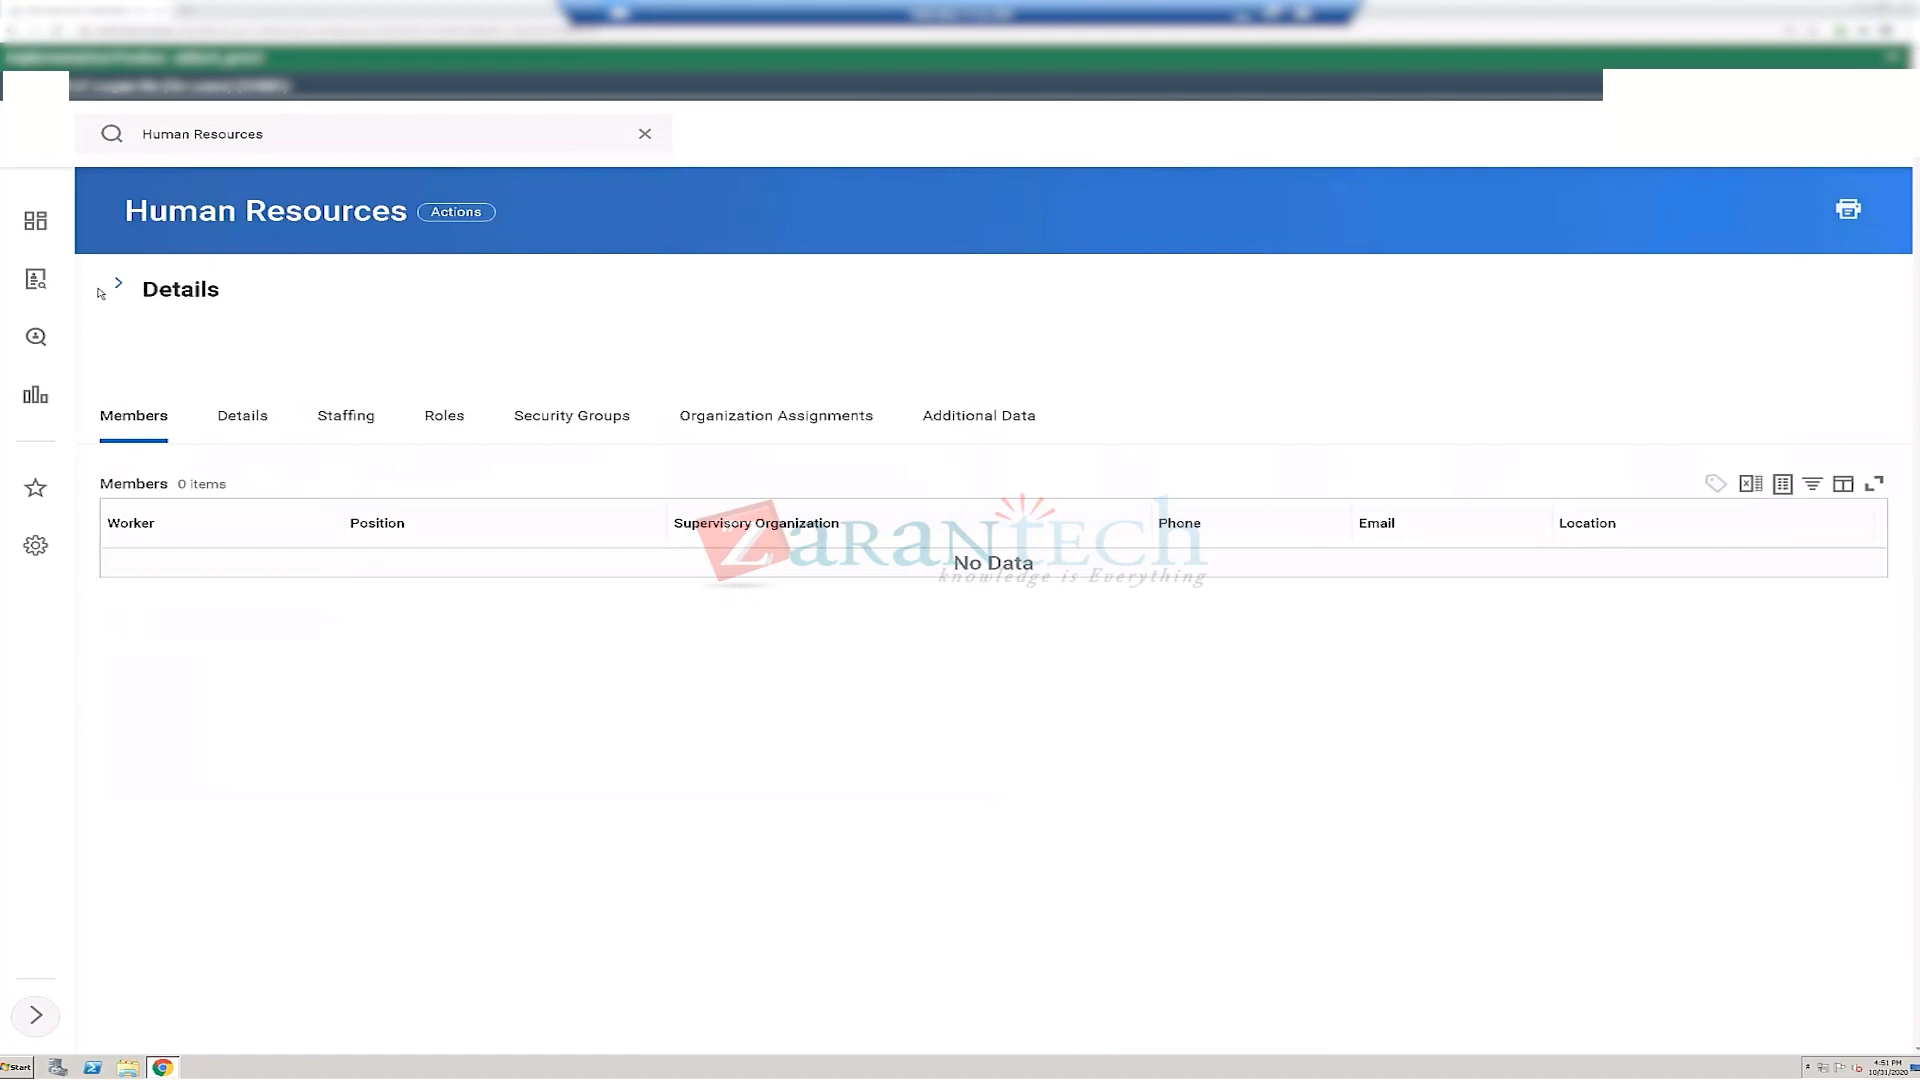 Human Resources
Human Resources Actions
Details
Members Details Staffing Roles Security Groups Organization Assignments Additional Data
Members 0 items
Worker Position Supervisory Organization Phone Email Location
No Data
ZaranTech
knowledge is Everything
Start
4:51 PM
10/31/2020